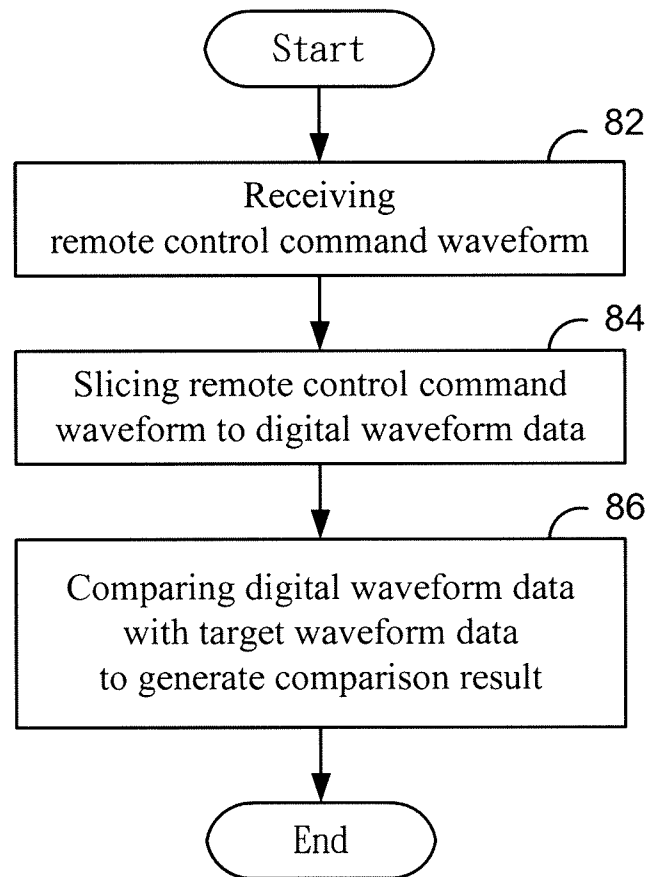 Start
82
Receiving
remote control command waveform
84
Slicing remote control command
waveform to digital waveform data
86
Comparing digital waveform data
with target waveform data
to generate comparison result
End